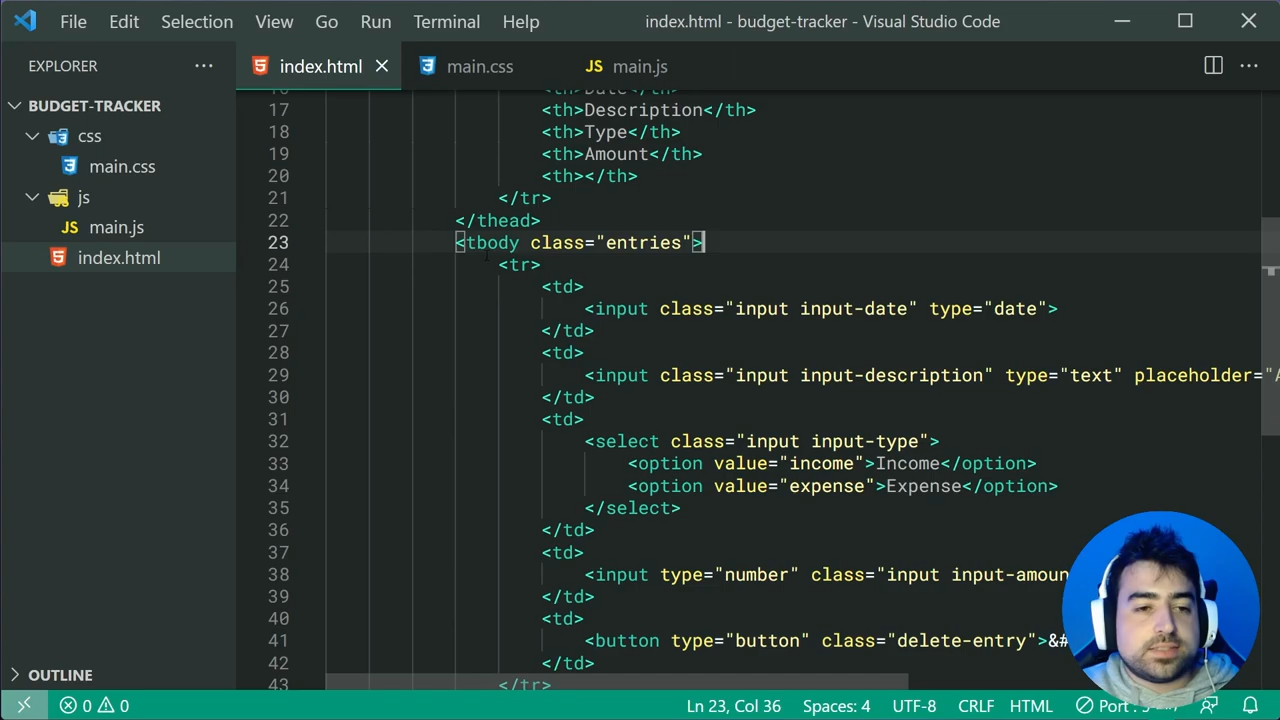 File Edit Selection View Go Run Terminal Help index.html - budget-tracker - Visual Studio Code
EXPLORER
index.html main.css JS main.js
BUDGET-TRACKER
css
main.css
js
JS main.js
index.html
OUTLINE
<th>Date</th>
17 <th>Description</th>
18 <th>Type</th>
19 <th>Amount</th>
20 <th></th>
21 </tr>
22 </thead>
23 <tbody class="entries">
24 <tr>
25 <td>
26 <input class="input input-date" type="date">
27 </td>
28 <td>
29 <input class="input input-description" type="text" placeholder="
30 </td>
31 <td>
32 <select class="input input-type">
33 <option value="income">Income</option>
34 <option value="expense">Expense</option>
35 </select>
36 </td>
37 <td>
38 <input type="number" class="input input-amoun
39 </td>
40 <td>
41 <button type="button" class="delete-entry">&#
42 </td>
43 </tr>
0 0 Ln 23, Col 36 Spaces: 4 UTF-8 CRLF HTML Port :